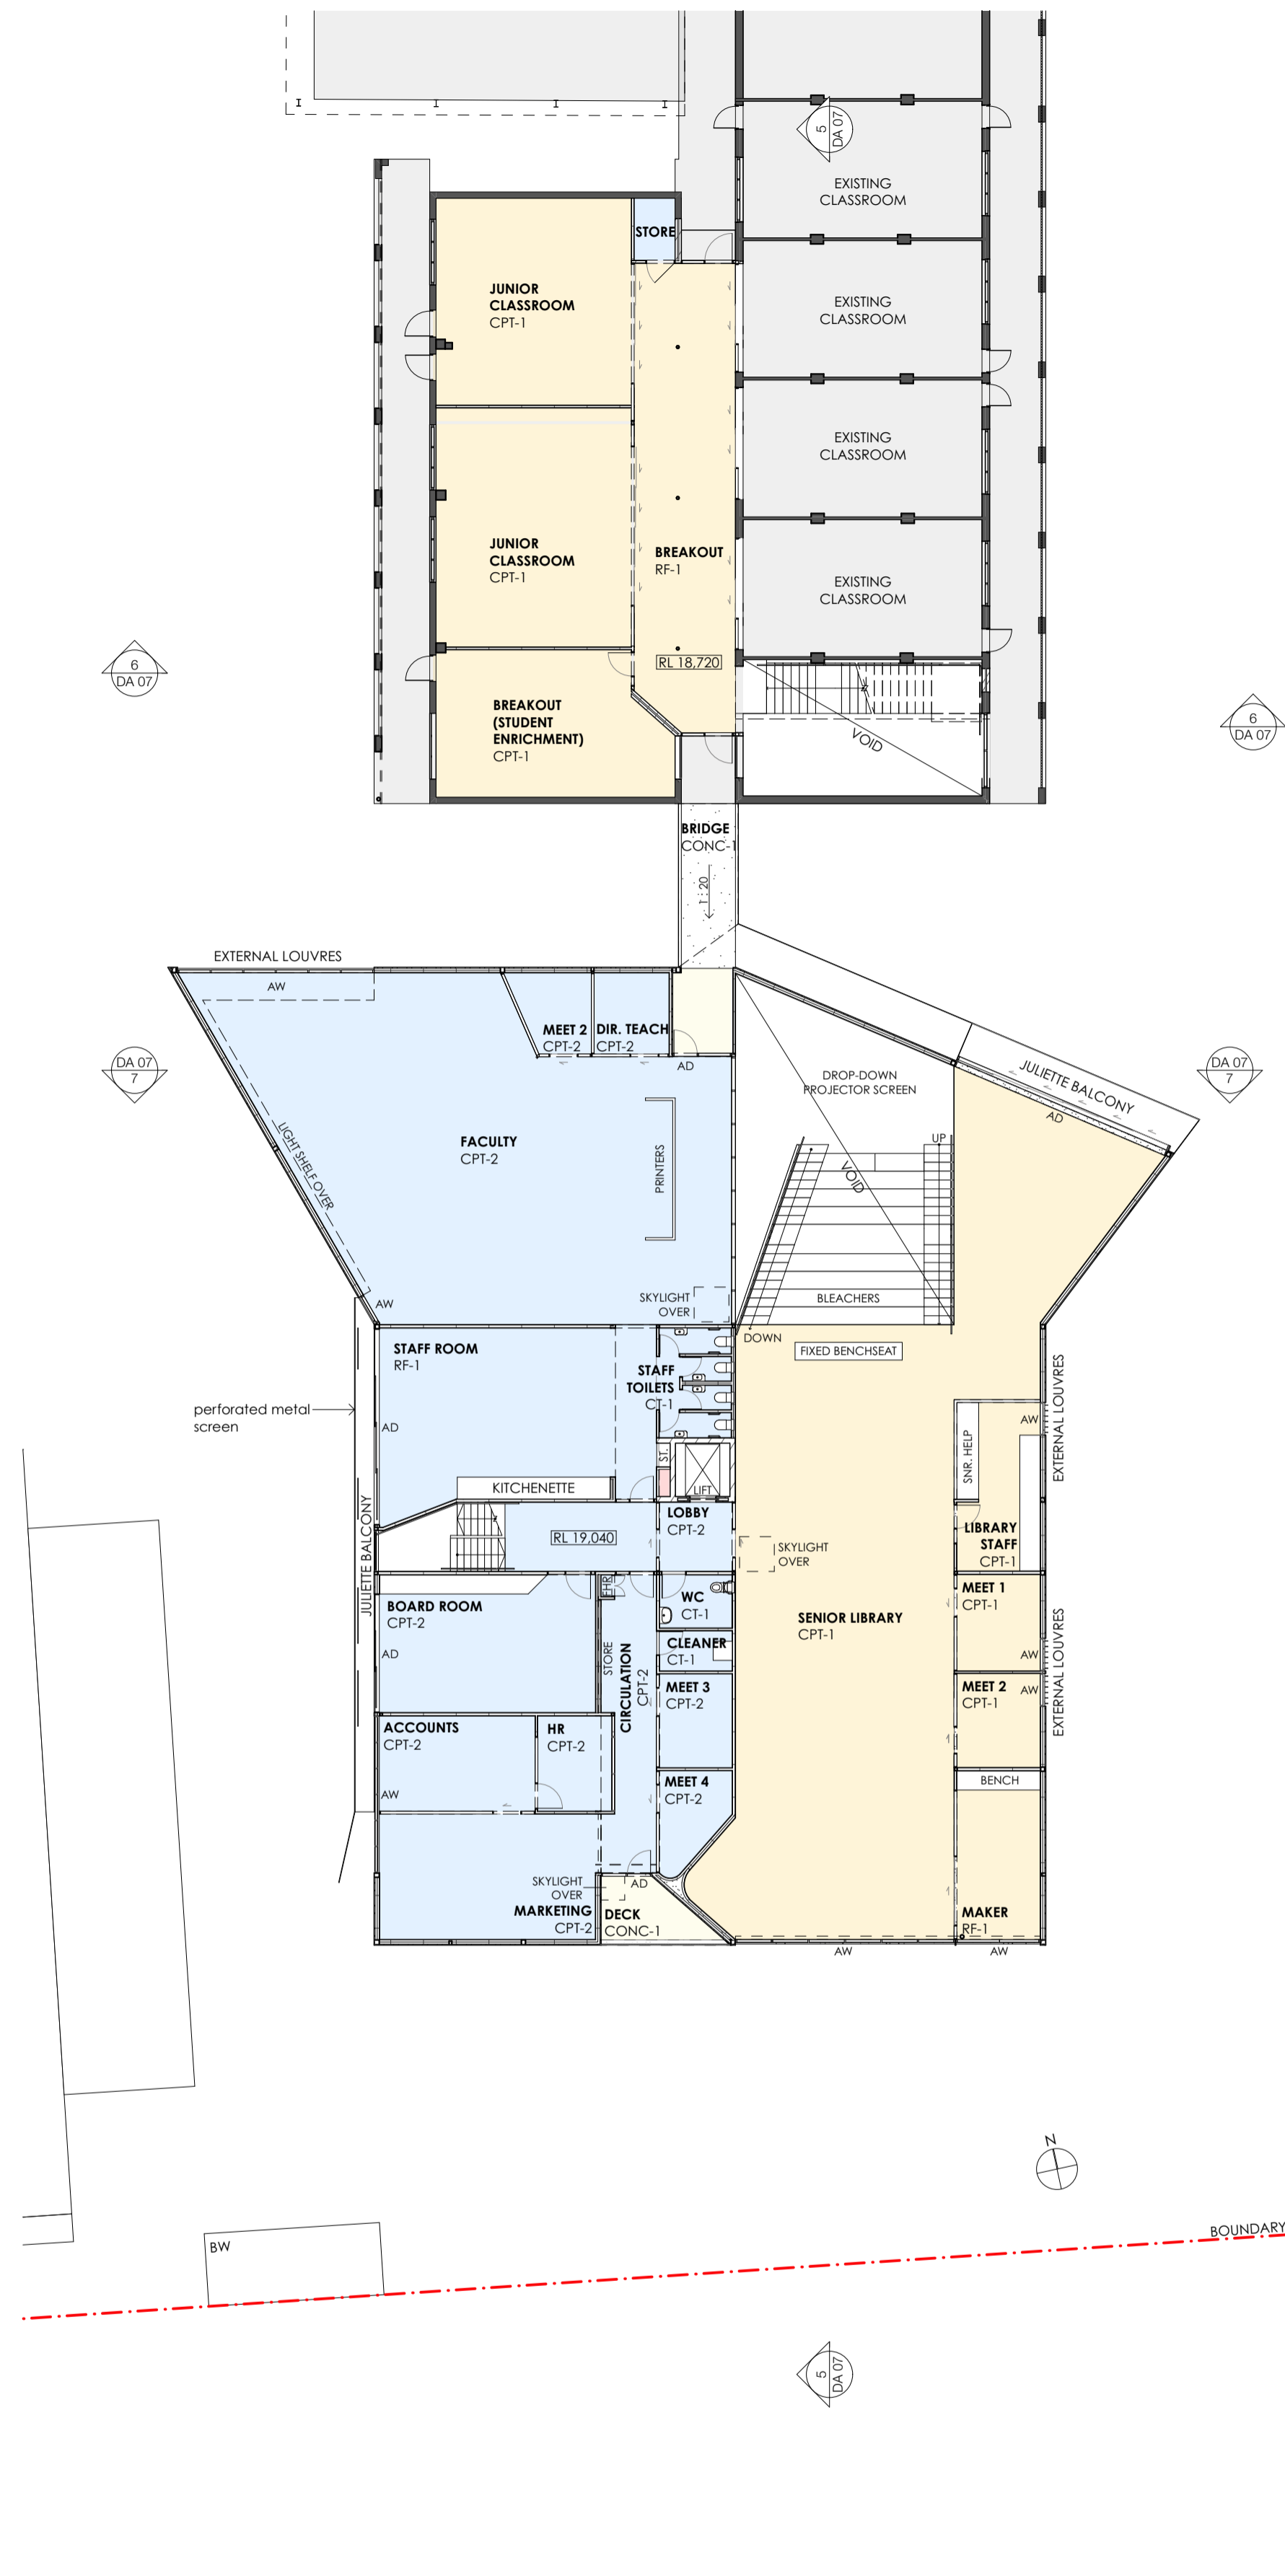 5
DA 07
EXISTING
CLASSROOM
STORE
JUNIOR
CLASSROOM
CPT-1
EXISTING
CLASSROOM
EXISTING
CLASSROOM
JUNIOR
CLASSROOM
CPT-1
BREAKOUT
RF-1
EXISTING
CLASSROOM
RL 18,720
6
DA 07
BREAKOUT
(STUDENT
ENRICHMENT)
CPT-1
VOID
6
DA 07
BRIDGE
CONC-1
1 : 20
EXTERNAL LOUVRES
AW
MEET 2
CPT-2
DIR. TEACH
CPT-2
AD
DA 07
7
DROP-DOWN
PROJECTOR SCREEN
JULIETTE BALCONY
AD
DA 07
7
LIGHT SHELF OVER
FACULTY
CPT-2
PRINTERS
UP
VOID
SKYLIGHT
OVER
BLEACHERS
AW
DOWN
FIXED BENCHSEAT
STAFF ROOM
RF-1
STAFF
TOILETS
CT-1
perforated metal
screen
AD
EXTERNAL LOUVRES
AW
SNR. HELP
ST.
LIFT
KITCHENETTE
JULIETTE BALCONY
RL 19,040
LOBBY
CPT-2
SKYLIGHT
OVER
LIBRARY
STAFF
CPT-1
BOARD ROOM
CPT-2
AD
FHR
STORE
CIRCULATION
CPT-2
WC
CT-1
CLEANER
CT-1
MEET 3
CPT-2
SENIOR LIBRARY
CPT-1
MEET 1
CPT-1
AW
EXTERNAL LOUVRES
MEET 2
CPT-1
AW
ACCOUNTS
CPT-2
AW
HR
CPT-2
MEET 4
CPT-2
BENCH
SKYLIGHT
OVER
AD
MARKETING
CPT-2
DECK
CONC-1
MAKER
RF-1
AW
AW
N
BOUNDARY
BW
5
DA 07